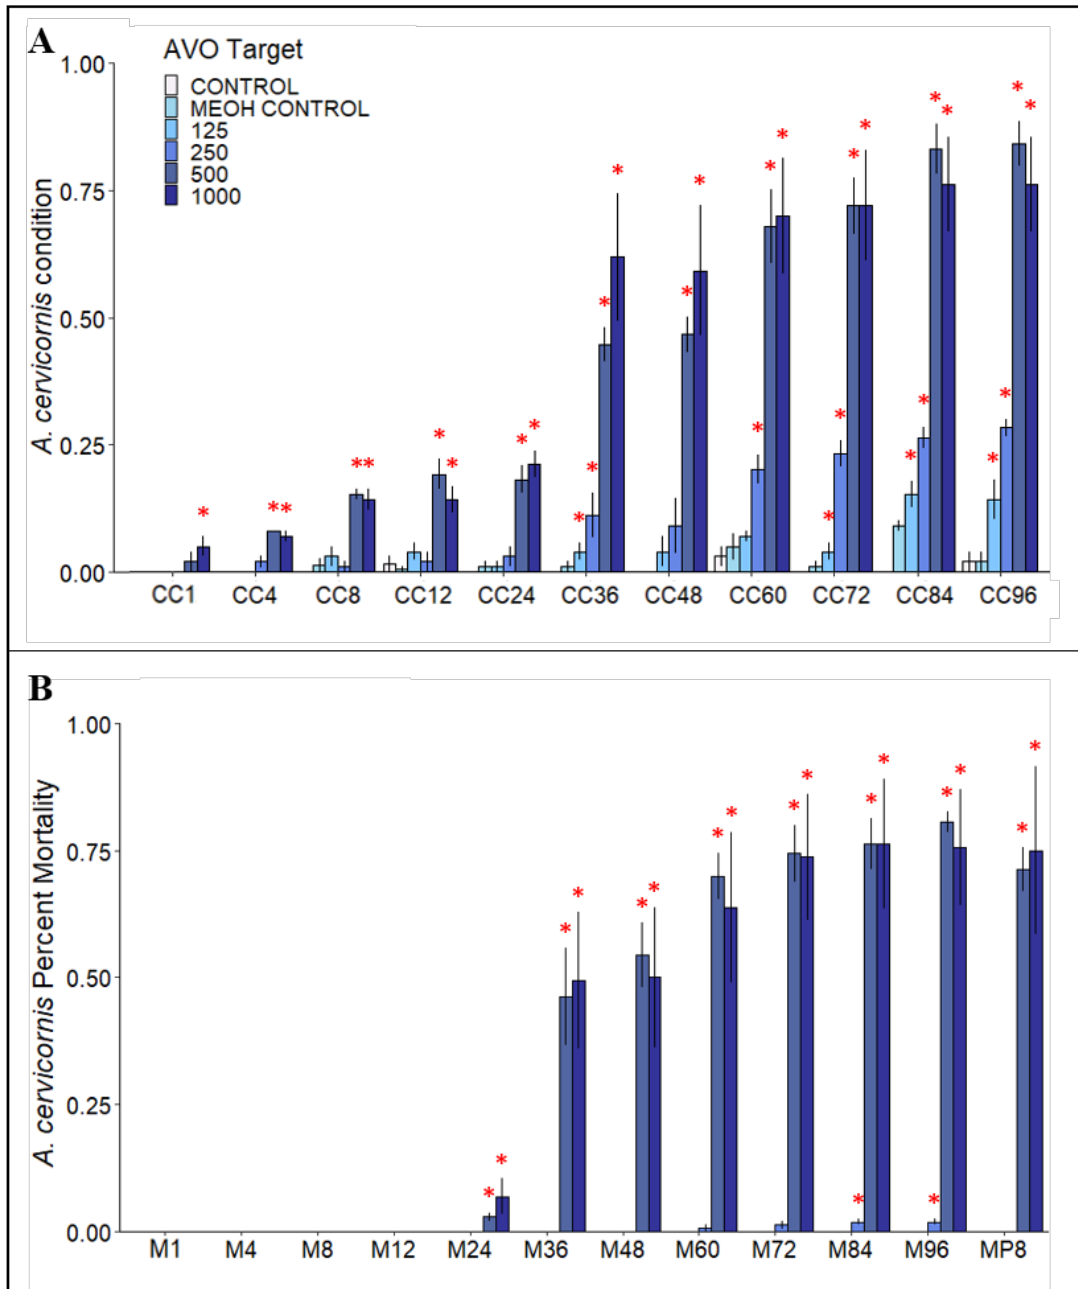 A
AVO Target
1.00
CONTROL
MEOH CONTROL
125
250
500
1000
0.75
0.50
0.25
0.00
A. cervicornis condition
* * * * * * * * * * * * * * * * * * * * * * * * * * * * * *
CC1 CC4 CC8 CC12 CC24 CC36 CC48 CC60 CC72 CC84 CC96
B
1.00
0.75
0.50
0.25
0.00
A. cervicornis Percent Mortality
* * * * * * * * * * * * * * * * * *
M1 M4 M8 M12 M24 M36 M48 M60 M72 M84 M96 MP8